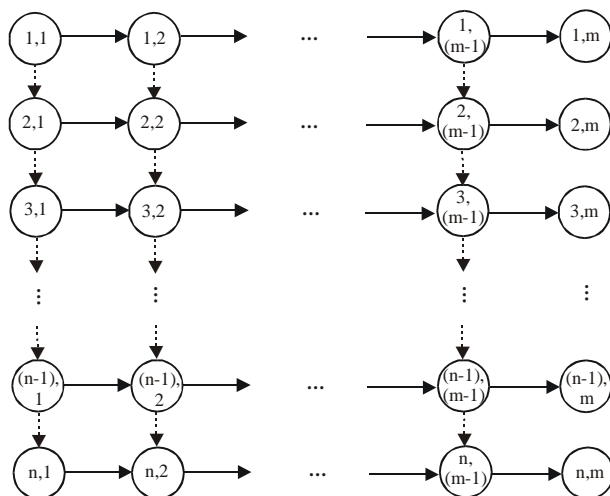 1,1 1,2 ... 1, (m-1) 1,m
2,1 2,2 ... 2, (m-1) 2,m
3,1 3,2 ... 3, (m-1) 3,m
... ... ... ...
(n-1), 1 (n-1), 2 ... (n-1), (m-1) (n-1), m
n,1 n,2 ... n, (m-1) n,m